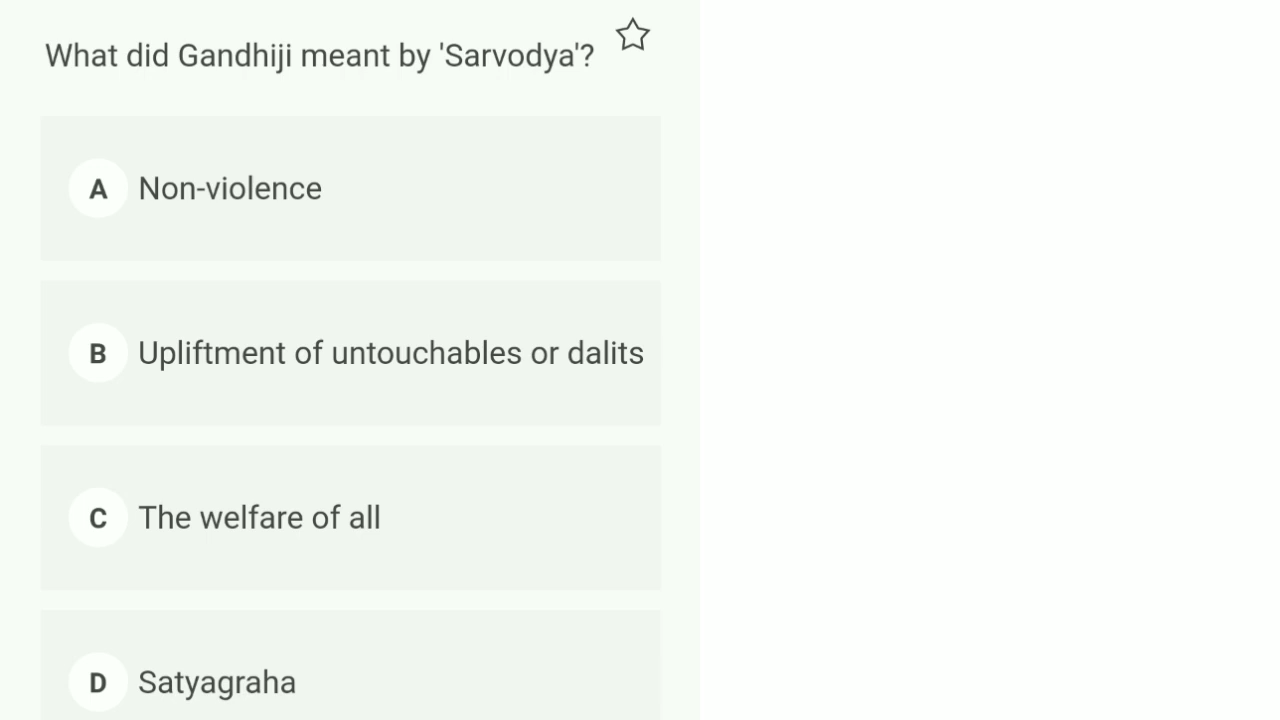 What did Gandhiji meant by 'Sarvodya'?
A Non-violence
B Upliftment of untouchables or dalits
C The welfare of all
D Satyagraha